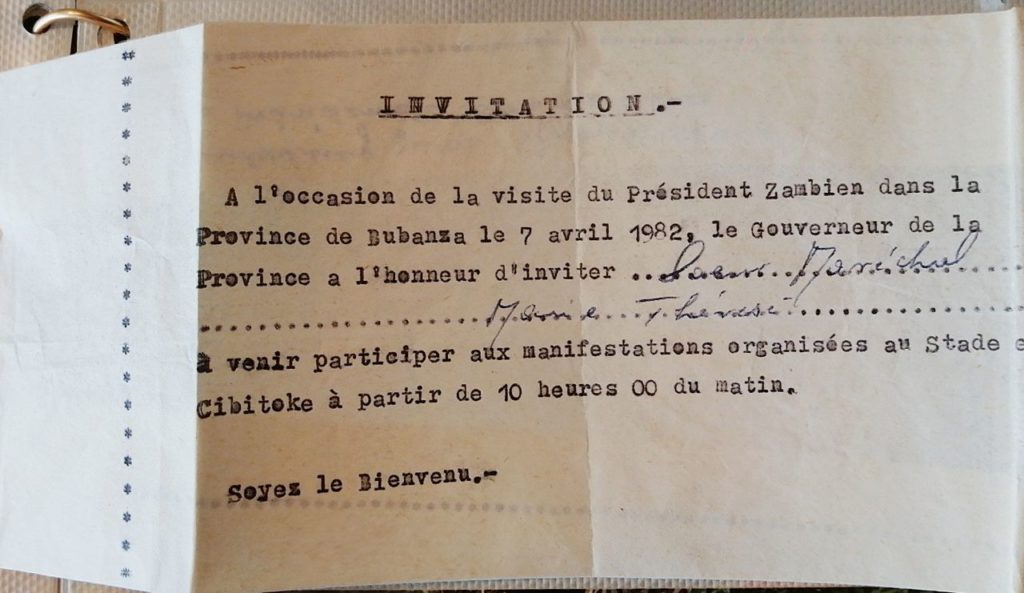 INVITATION.-
A l'occasion de la visite du Président Zambien dans la
Province de Bubanza le 7 avril 1982, le Gouverneur de la
Province a l'honneur d'inviter ..Soeur Maréchal....
.....................Marie Thérèse....................
à venir participer aux manifestations organisées au Stade e
Cibitoke à partir de 10 heures 00 du matin.
Soyez le Bienvenu.-